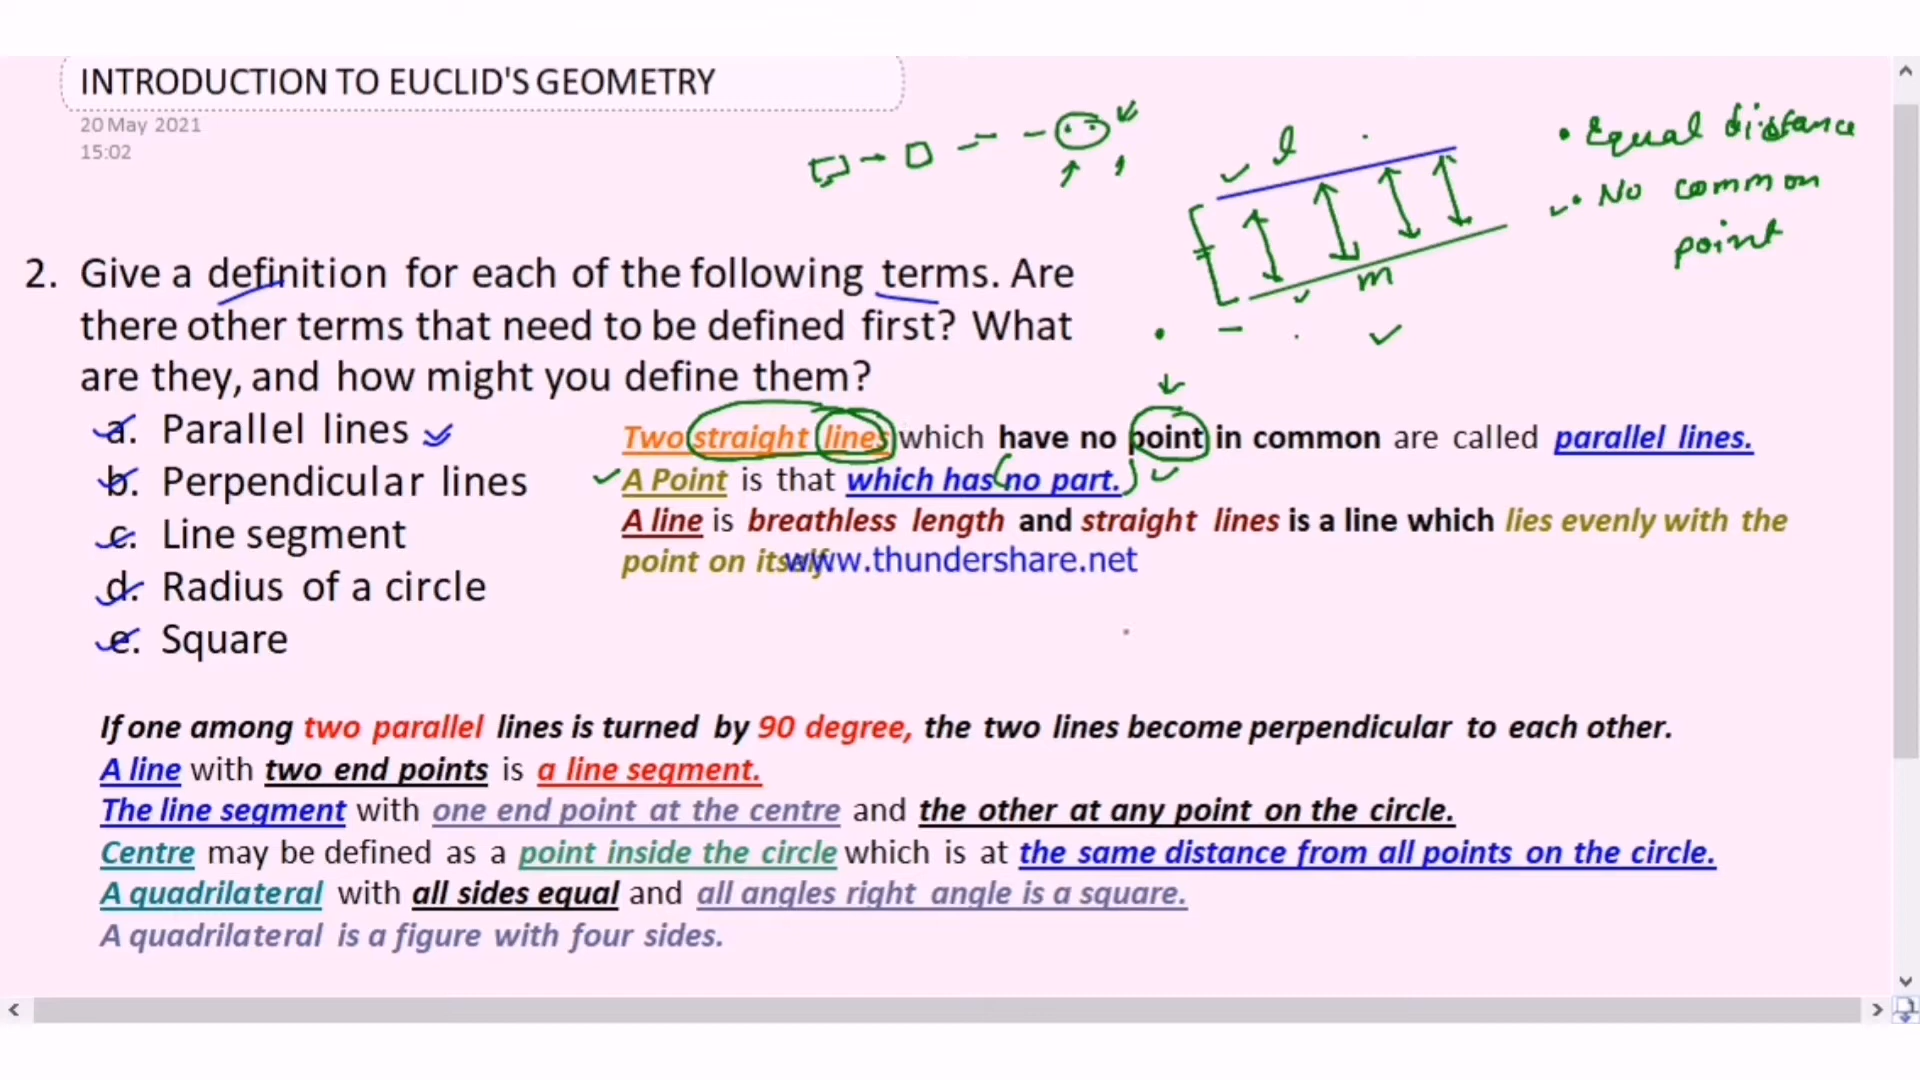 INTRODUCTION TO EUCLID'S GEOMETRY
20 May 2021
15:02
l
• Equal distance
• No common
point
m
2. Give a definition for each of the following terms. Are
there other terms that need to be defined first? What
are they, and how might you define them?
a. Parallel lines
b. Perpendicular lines
c. Line segment
d. Radius of a circle
e. Square
Two straight lines which have no point in common are called parallel lines.
A Point is that which has no part.
A line is breathless length and straight lines is a line which lies evenly with the
point on itself
www.thundershare.net
If one among two parallel lines is turned by 90 degree, the two lines become perpendicular to each other.
A line with two end points is a line segment.
The line segment with one end point at the centre and the other at any point on the circle.
Centre may be defined as a point inside the circle which is at the same distance from all points on the circle.
A quadrilateral with all sides equal and all angles right angle is a square.
A quadrilateral is a figure with four sides.